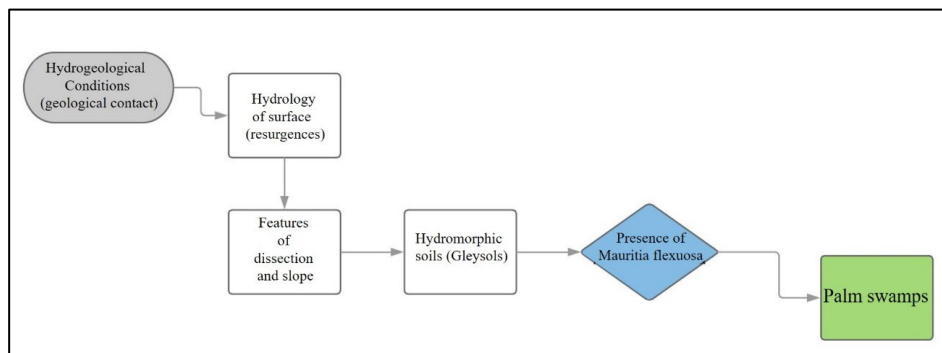 Hydrogeological
Conditions
(geological contact)
Hydrology
of surface
(resurgences)
Features
of
dissection
and slope
Hydromorphic
soils (Gleysols)
Presence of
Mauritia flexuosa
Palm swamps